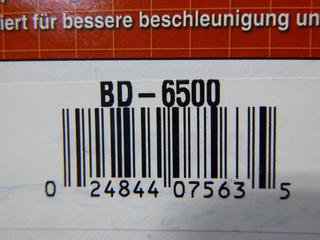 iert für bessere beschleunigung un
BD-6500
0 24844 07563 5